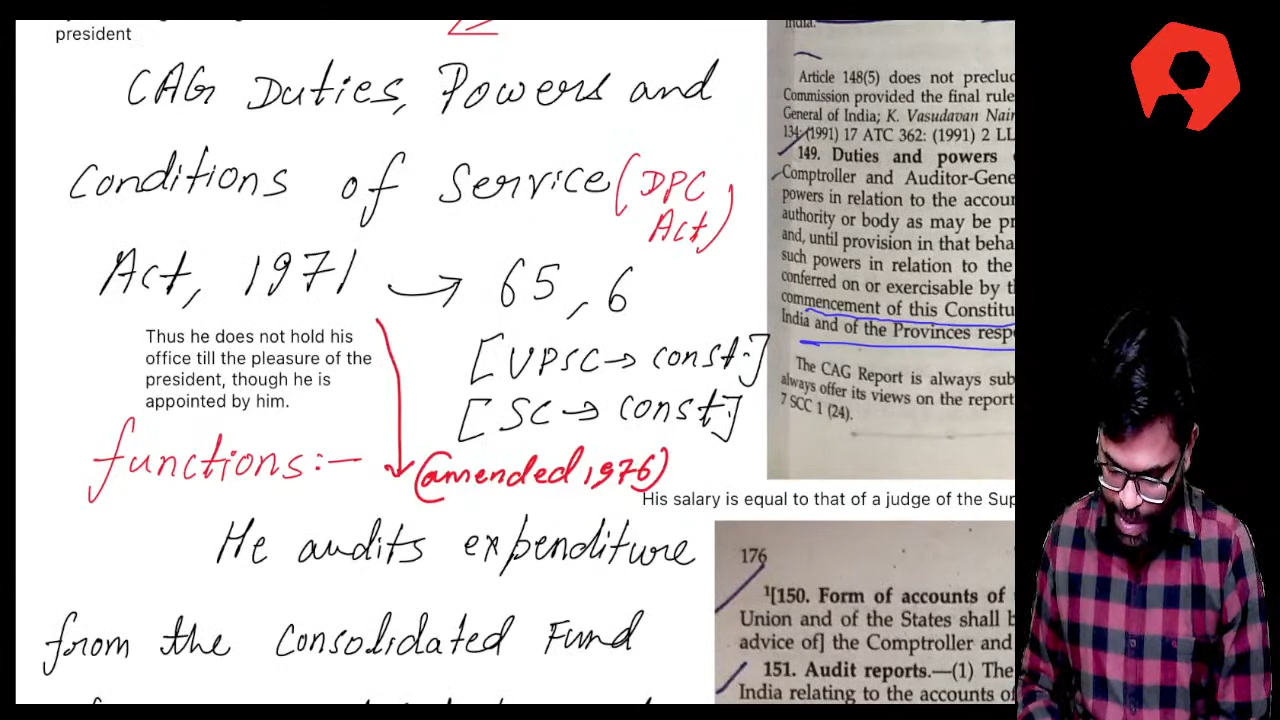 president
CAG Duties, Powers and
Conditions of Service (DPC
Act)
Act, 1971 → 65, 6
Thus he does not hold his
office till the pleasure of the
president, though he is
appointed by him.
[UPSC → const.]
[SC → const.]
functions:-
(amended 1976)
He audits expenditure
from the Consolidated Fund
India.
Article 148(5) does not preclu
Commission provided the final rule
General of India; K. Vasudavan Nair
134: (1991) 17 ATC 362: (1991) 2 LL
149. Duties and powers
Comptroller and Auditor-Gene
powers in relation to the accou
authority or body as may be pr
and, until provision in that beha
such powers in relation to the
conferred on or exercisable by t
commencement of this Constitu
India and of the Provinces resp
The CAG Report is always sub
always offer its views on the report
7 SCC 1 (24).
His salary is equal to that of a judge of the Sup
176
¹[150. Form of accounts of
Union and of the States shall b
advice of] the Comptroller and
151. Audit reports.—(1) The
India relating to the accounts of